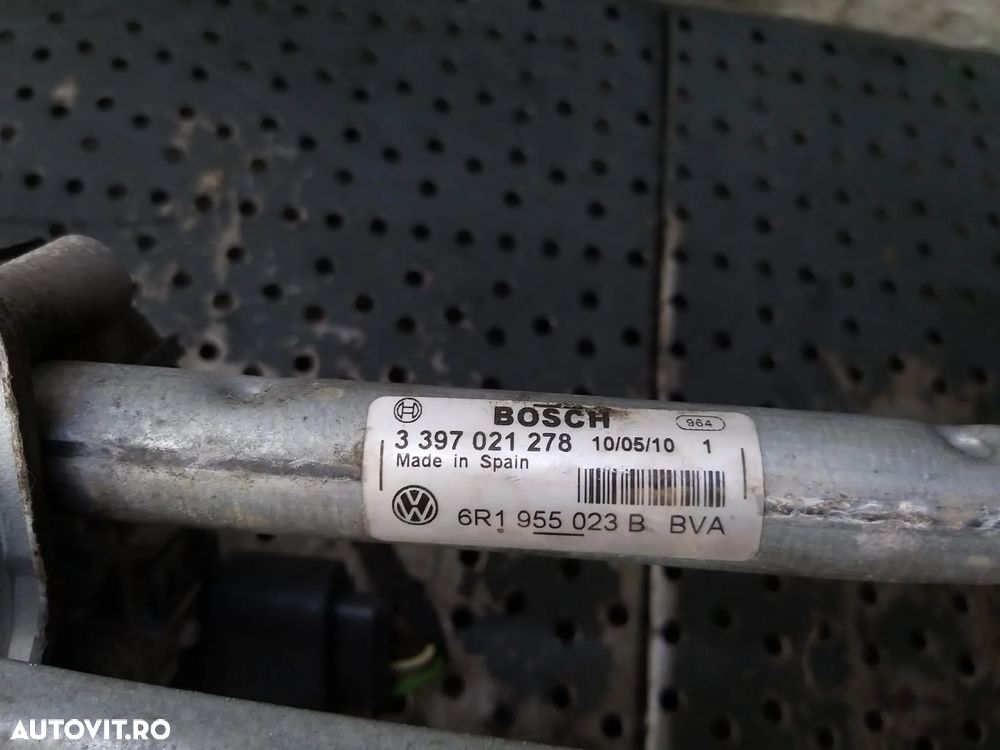 BOSCH
964
3 397 021 278 10/05/10 1
Made in Spain
6R1 955 023 B BVA
AUTOVIT.RO